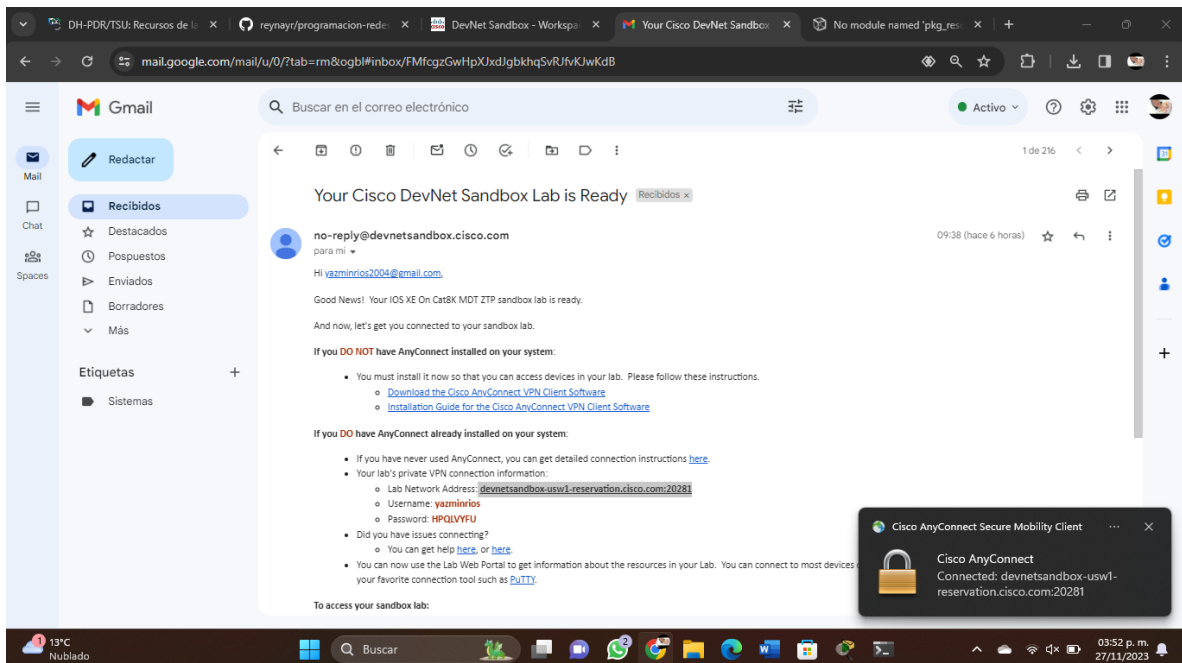 DH-PDR/TSU: Recursos de la
reynayr/programacion-redes
DevNet Sandbox - Workspa
Your Cisco DevNet Sandbox
No module named 'pkg_res
mail.google.com/mail/u/0/?tab=rm&ogbl#inbox/FMfcgzGwHpXJxdJgbkhqSvRJfvKJwKdB
Gmail
Buscar en el correo electrónico
Activo
Redactar
1 de 216
Mail
Recibidos
Chat
Destacados
Spaces
Pospuestos
Enviados
Borradores
Más
Etiquetas
Sistemas
Your Cisco DevNet Sandbox Lab is Ready Recibidos x
no-reply@devnetsandbox.cisco.com
09:38 (hace 6 horas)
para mi
Hi yazminrios2004@gmail.com,
Good News! Your IOS XE On Cat8K MDT ZTP sandbox lab is ready.
And now, let's get you connected to your sandbox lab.
If you DO NOT have AnyConnect installed on your system:
• You must install it now so that you can access devices in your lab. Please follow these instructions.
○ Download the Cisco AnyConnect VPN Client Software
○ Installation Guide for the Cisco AnyConnect VPN Client Software
If you DO have AnyConnect already installed on your system:
• If you have never used AnyConnect, you can get detailed connection instructions here.
• Your lab's private VPN connection information:
○ Lab Network Address: devnetsandbox-usw1-reservation.cisco.com:20281
○ Username: yazminrios
○ Password: HPQLVYFU
• Did you have issues connecting?
○ You can get help here, or here.
• You can now use the Lab Web Portal to get information about the resources in your Lab. You can connect to most devices
your favorite connection tool such as PuTTY.
To access your sandbox lab:
Cisco AnyConnect Secure Mobility Client
Cisco AnyConnect
Connected: devnetsandbox-usw1-
reservation.cisco.com:20281
1
13°C
Nublado
Buscar
2
03:52 p. m.
27/11/2023